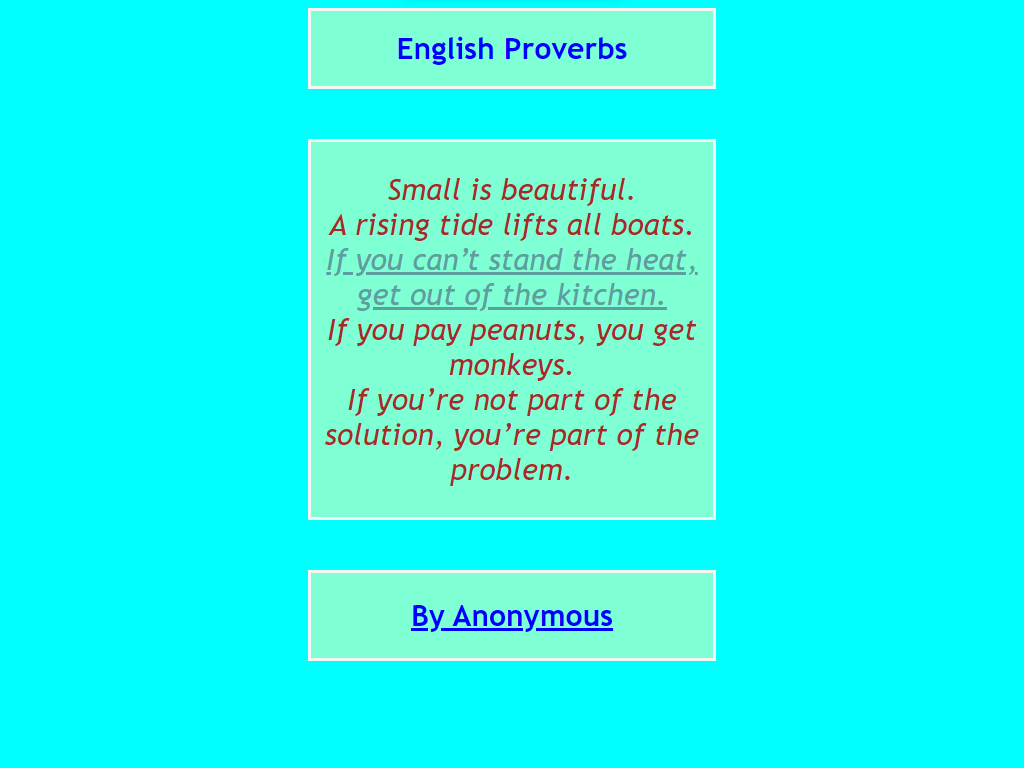 English Proverbs
Small is beautiful.
A rising tide lifts all boats.
If you can’t stand the heat,
get out of the kitchen.
If you pay peanuts, you get
monkeys.
If you’re not part of the
solution, you’re part of the
problem.
By Anonymous